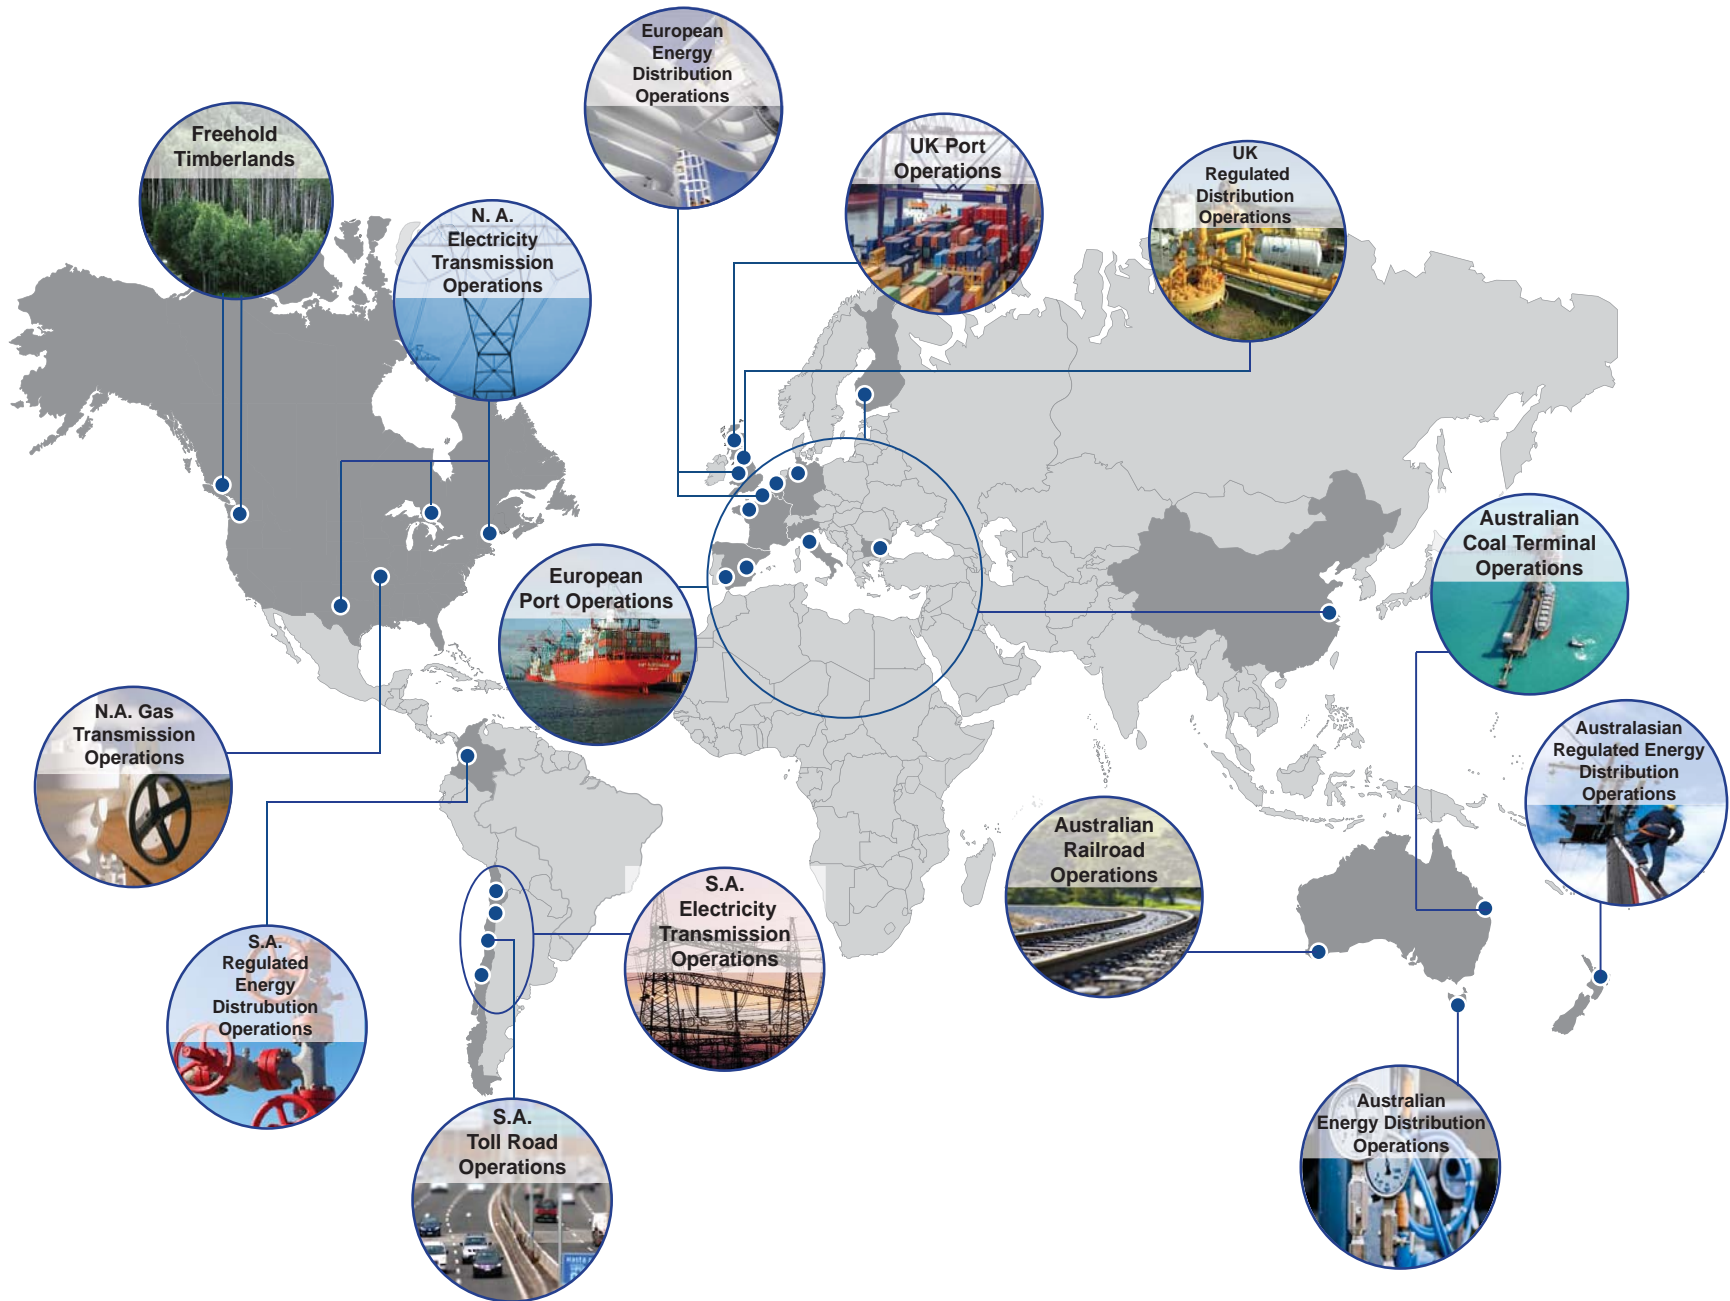 European
Energy
Distribution
Operations
Freehold
Timberlands
UK Port
Operations
UK
Regulated
Distribution
Operations
N. A.
Electricity
Transmission
Operations
Australian
Coal Terminal
Operations
European
Port Operations
N.A. Gas
Transmission
Operations
Australasian
Regulated Energy
Distribution
Operations
Australian
Railroad
Operations
S.A.
Electricity
Transmission
Operations
S.A.
Regulated
Energy
Distrubution
Operations
S.A.
Toll Road
Operations
Australian
Energy Distribution
Operations